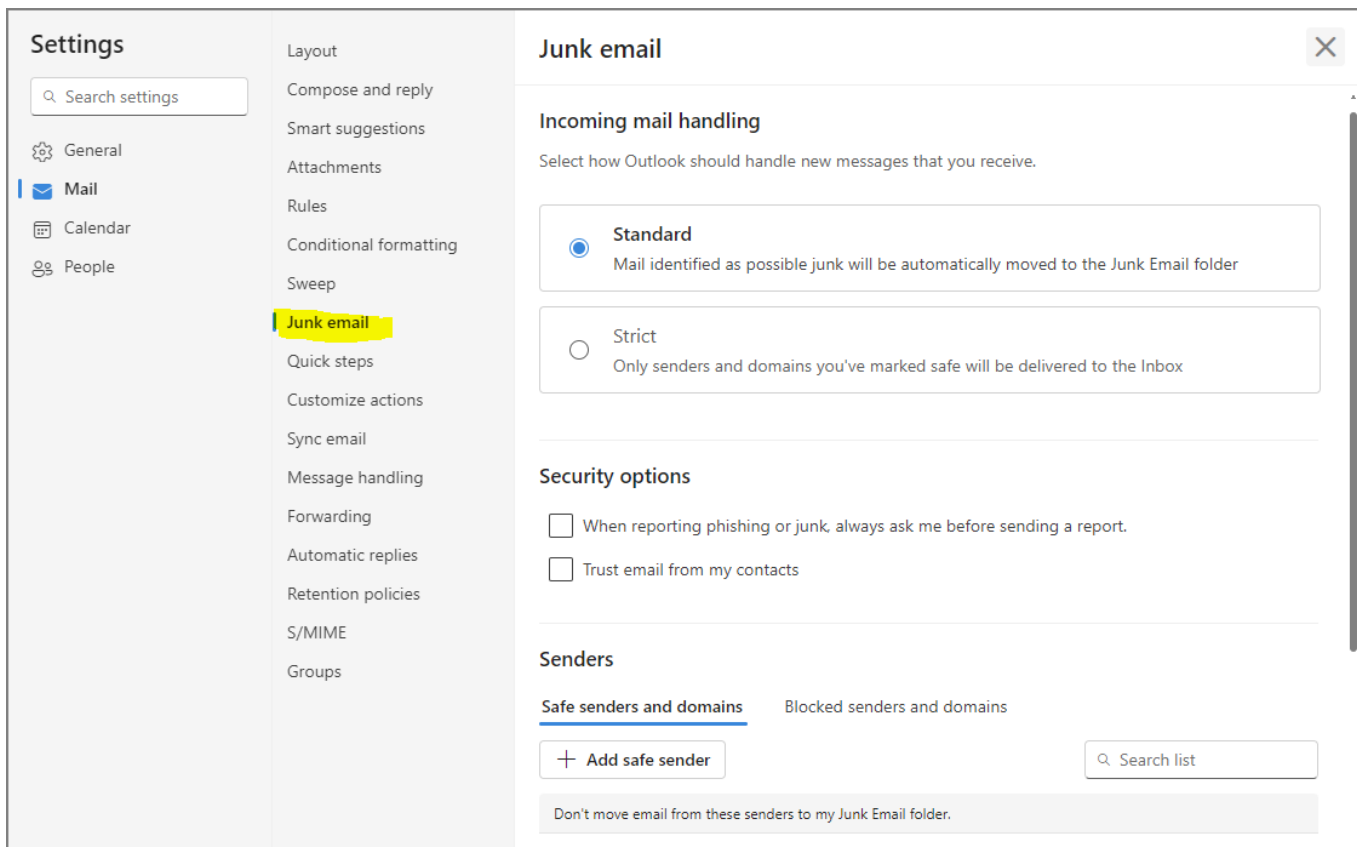 Settings
Search settings
General
Mail
Calendar
People
Layout
Compose and reply
Smart suggestions
Attachments
Rules
Conditional formatting
Sweep
Junk email
Quick steps
Customize actions
Sync email
Message handling
Forwarding
Automatic replies
Retention policies
S/MIME
Groups
Junk email
Incoming mail handling
Select how Outlook should handle new messages that you receive.
Standard
Mail identified as possible junk will be automatically moved to the Junk Email folder
Strict
Only senders and domains you've marked safe will be delivered to the Inbox
Security options
When reporting phishing or junk, always ask me before sending a report.
Trust email from my contacts
Senders
Safe senders and domains
Blocked senders and domains
Add safe sender
Search list
Don't move email from these senders to my Junk Email folder.